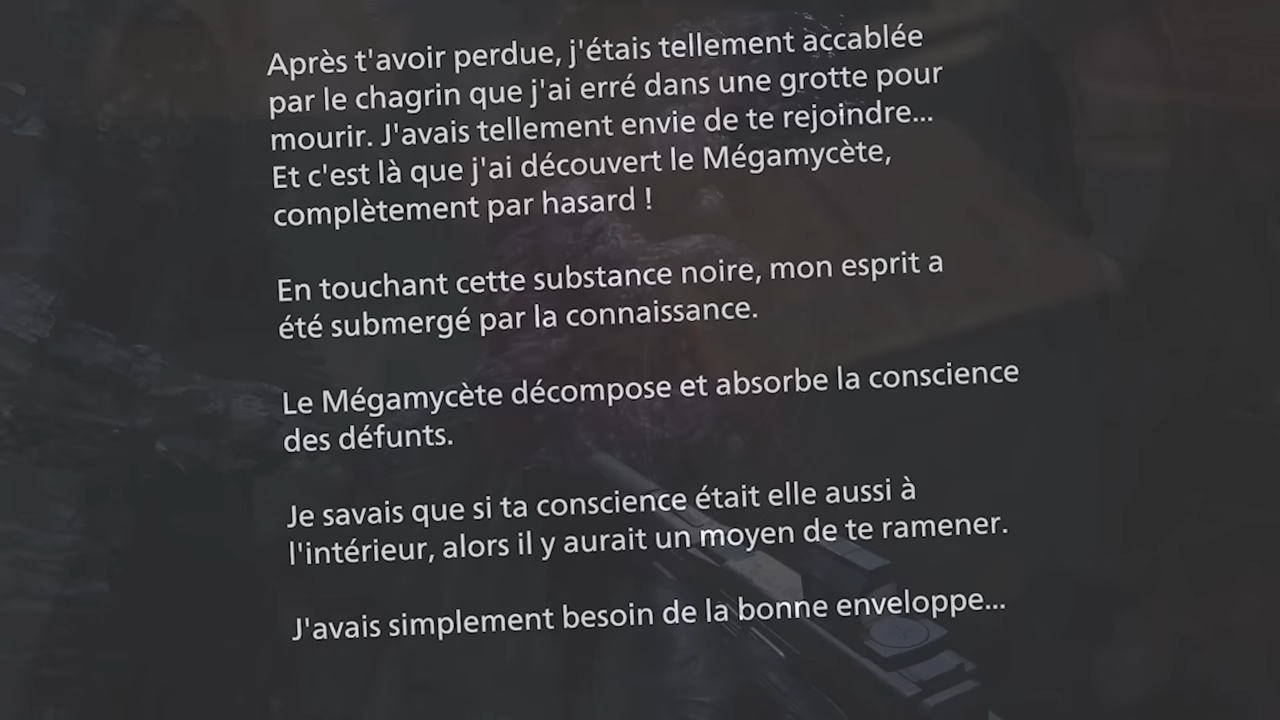 Après t'avoir perdue, j'étais tellement accablée
par le chagrin que j'ai erré dans une grotte pour
mourir. J'avais tellement envie de te rejoindre...
Et c'est là que j'ai découvert le Mégamycète,
complètement par hasard !
En touchant cette substance noire, mon esprit a
été submergé par la connaissance.
Le Mégamycète décompose et absorbe la conscience
des défunts.
Je savais que si ta conscience était elle aussi à
l'intérieur, alors il y aurait un moyen de te ramener.
J'avais simplement besoin de la bonne enveloppe...